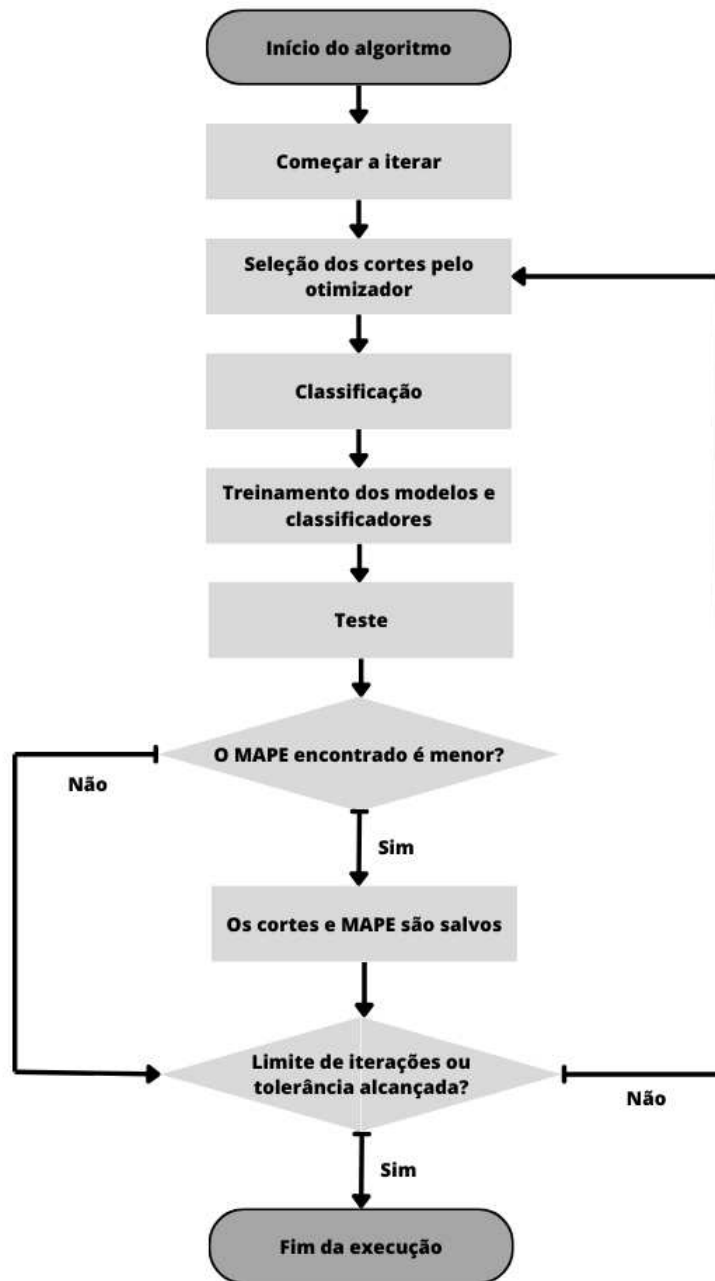 Início do algoritmo
Começar a iterar
Seleção dos cortes pelo
otimizador
Classificação
Treinamento dos modelos e
classificadores
Teste
O MAPE encontrado é menor?
Não
Sim
Os cortes e MAPE são salvos
Limite de iterações ou
tolerância alcançada?
Não
Sim
Fim da execução